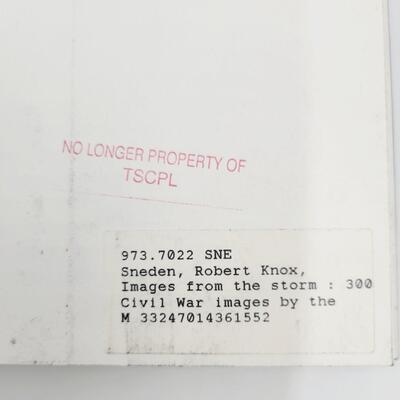 NO LONGER PROPERTY OF
TSCPL
973.7022 SNE
Sneden, Robert Knox,
Images from the storm : 300
Civil War images by the
M 33247014361552